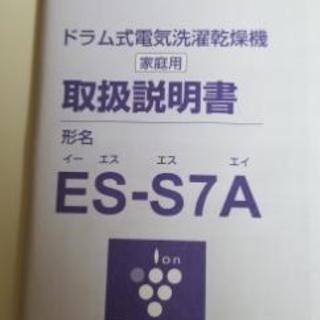 ドラム式電気洗濯乾燥機
家庭用
取扱説明書
形名
イー エス エス エイ
ES-S7A
Ion